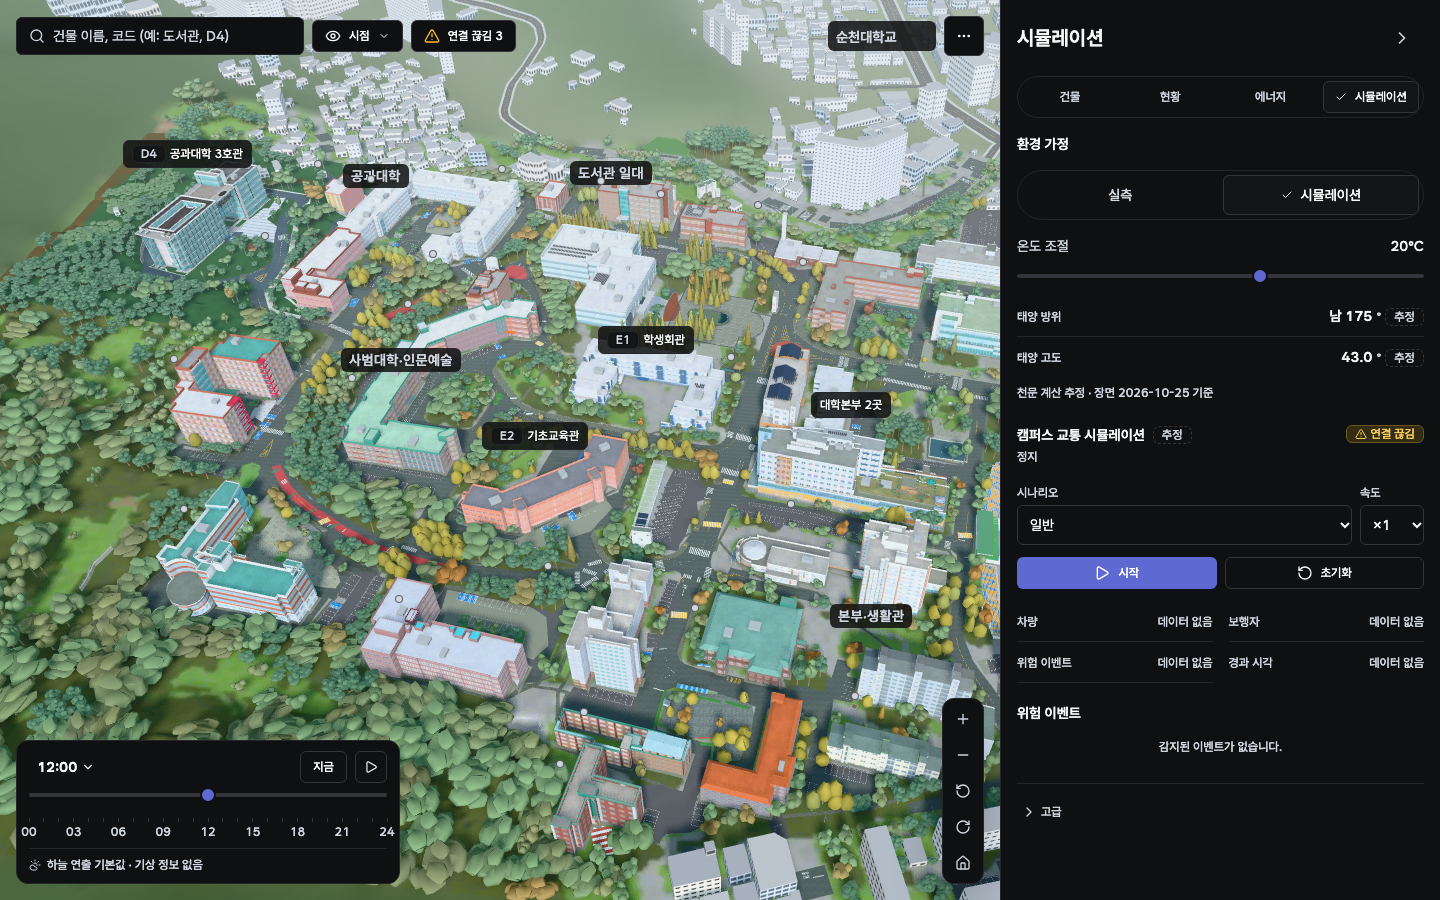 건물 이름, 코드 (예: 도서관, D4)
시점
연결 끊김 3
순천대학교
D4 공과대학 3호관
공과대학
도서관 일대
E1 학생회관
사범대학·인문예술
대학본부 2곳
E2 기초교육관
본부·생활관
12:00
지금
00 03 06 09 12 15 18 21 24
하늘 연출 기본값 · 기상 정보 없음
시뮬레이션
건물 현황 에너지 시뮬레이션
환경 가정
실측 시뮬레이션
온도 조절 20°C
태양 방위 남 175 ° 추정
태양 고도 43.0 ° 추정
천문 계산 추정 · 장면 2026-10-25 기준
캠퍼스 교통 시뮬레이션 추정 연결 끊김
정지
시나리오 속도
일반 ×1
시작 초기화
차량 데이터 없음 보행자 데이터 없음
위험 이벤트 데이터 없음 경과 시각 데이터 없음
위험 이벤트
감지된 이벤트가 없습니다.
고급